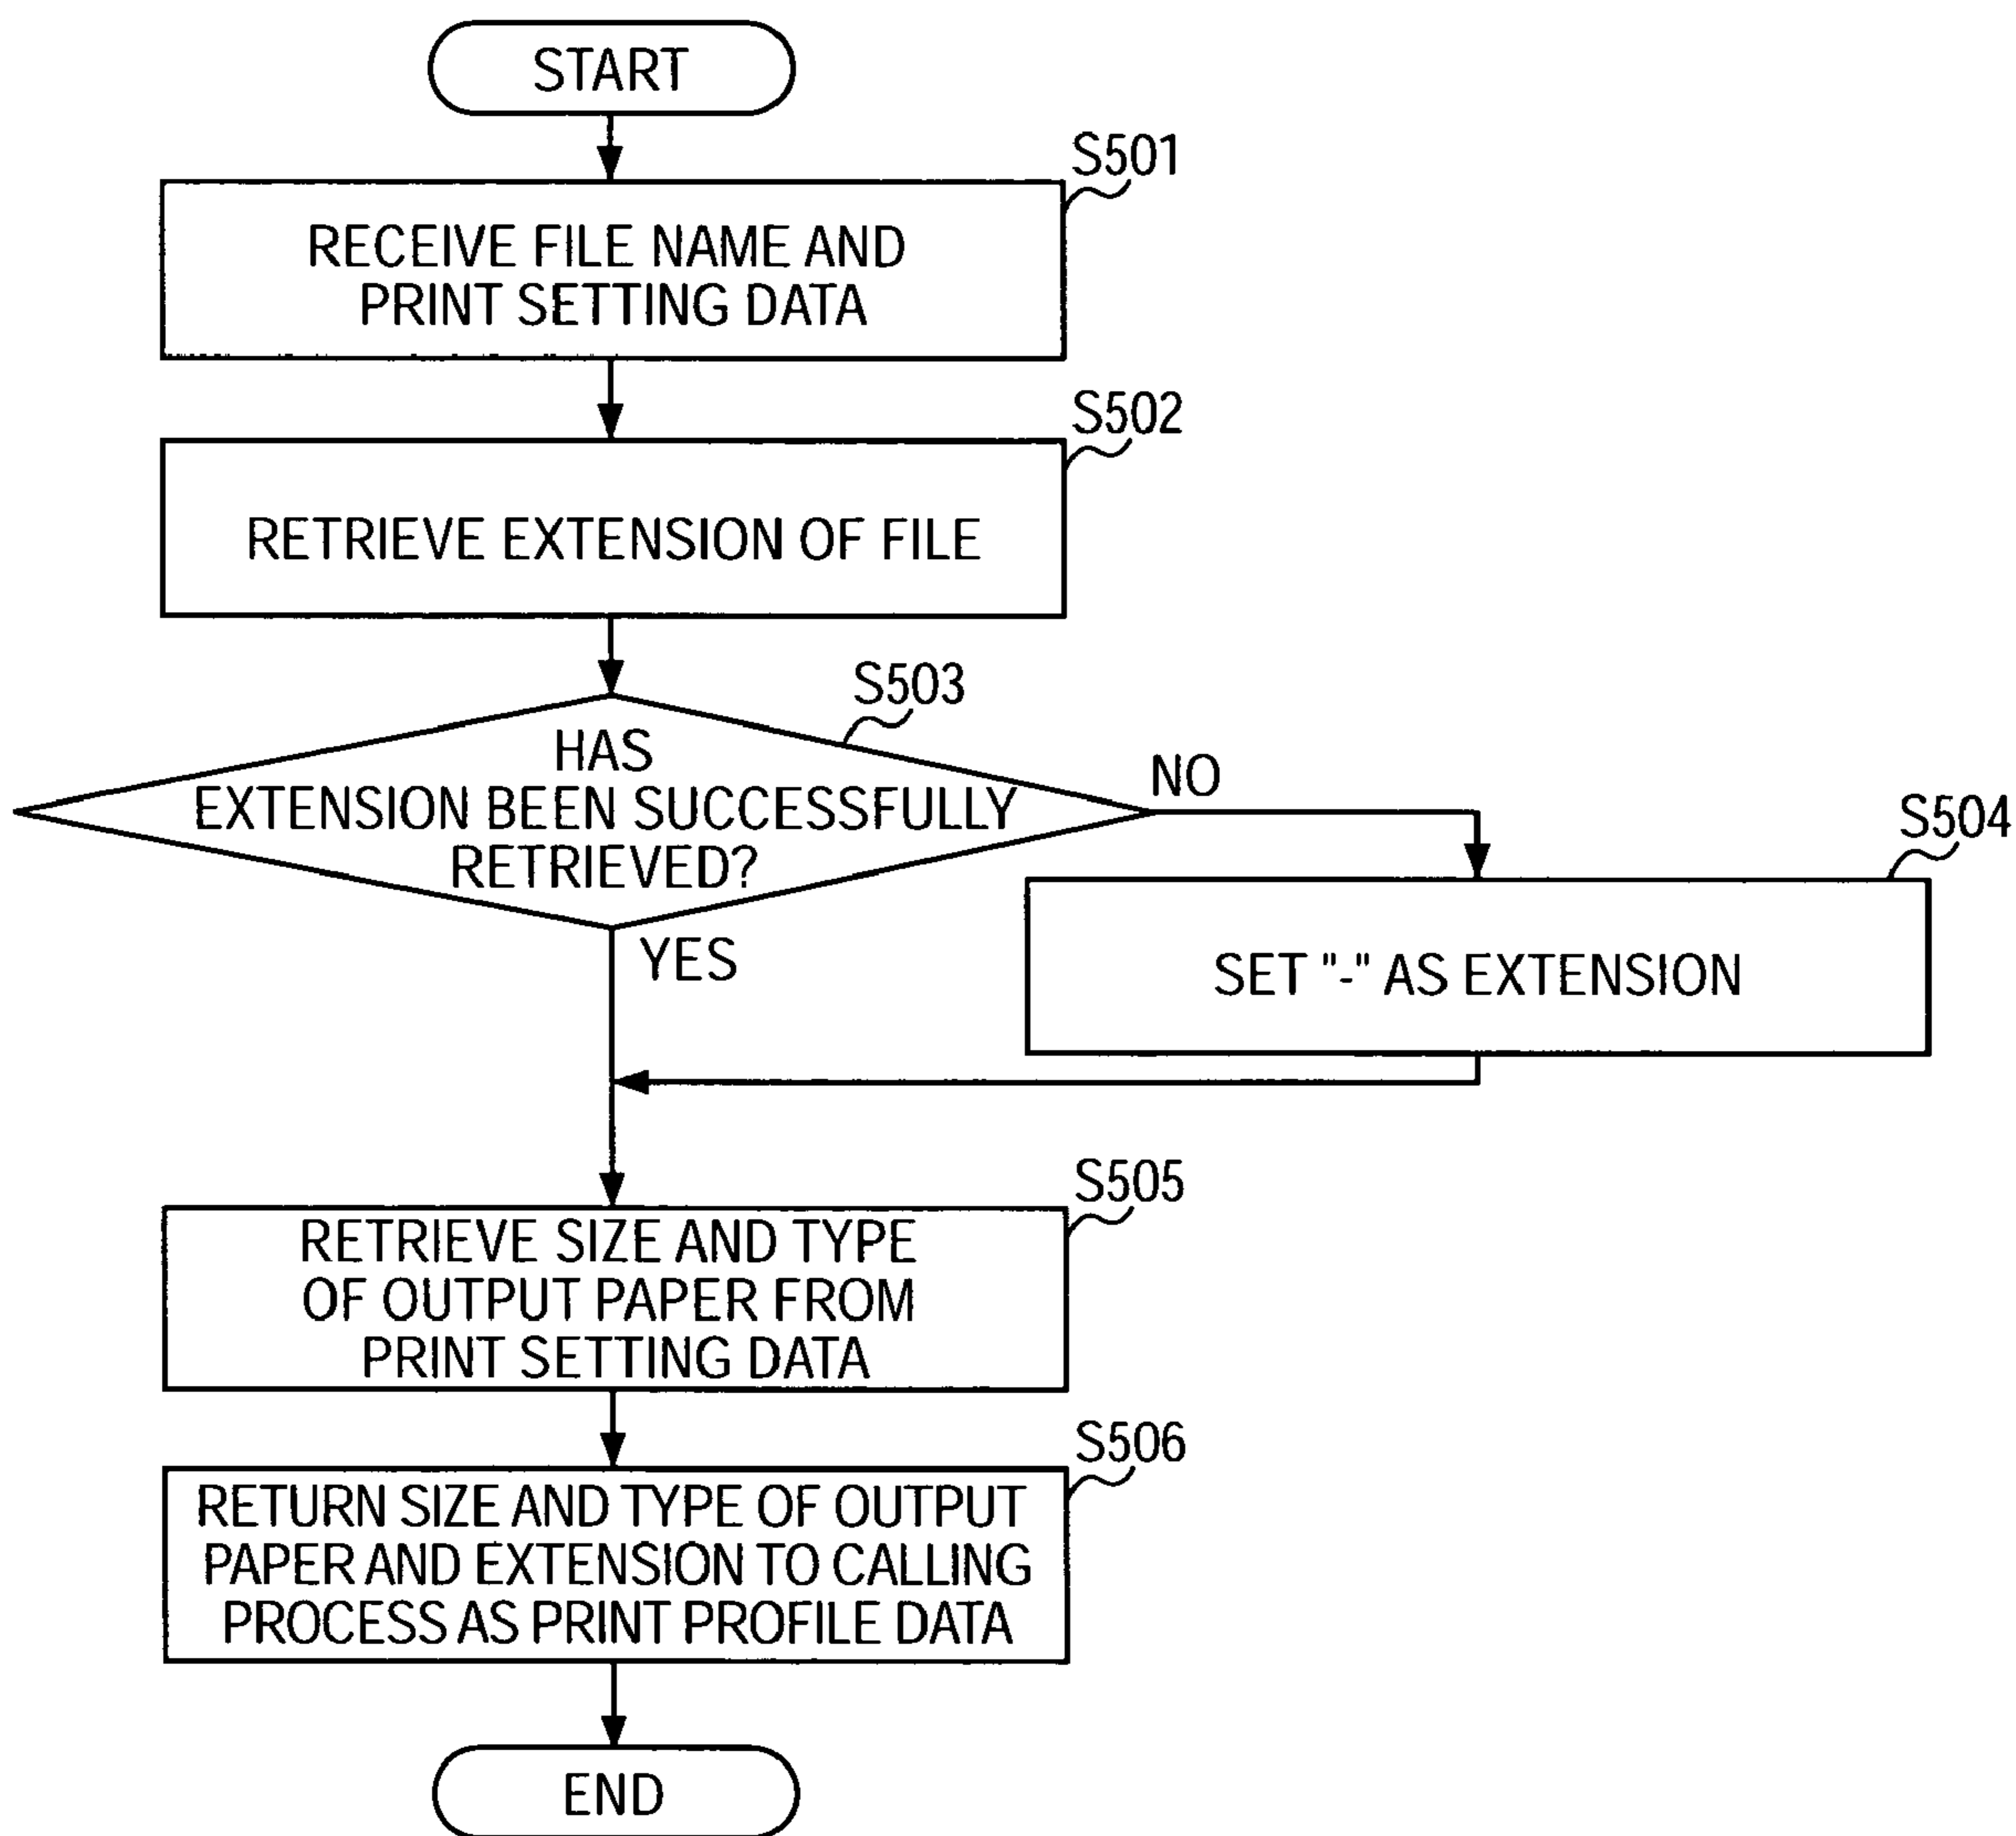 START
S501
RECEIVE FILE NAME AND
PRINT SETTING DATA
S502
RETRIEVE EXTENSION OF FILE
S503
HAS
EXTENSION BEEN SUCCESSFULLY
RETRIEVED?
NO
S504
SET "-" AS EXTENSION
YES
S505
RETRIEVE SIZE AND TYPE
OF OUTPUT PAPER FROM
PRINT SETTING DATA
S506
RETURN SIZE AND TYPE OF OUTPUT
PAPER AND EXTENSION TO CALLING
PROCESS AS PRINT PROFILE DATA
END